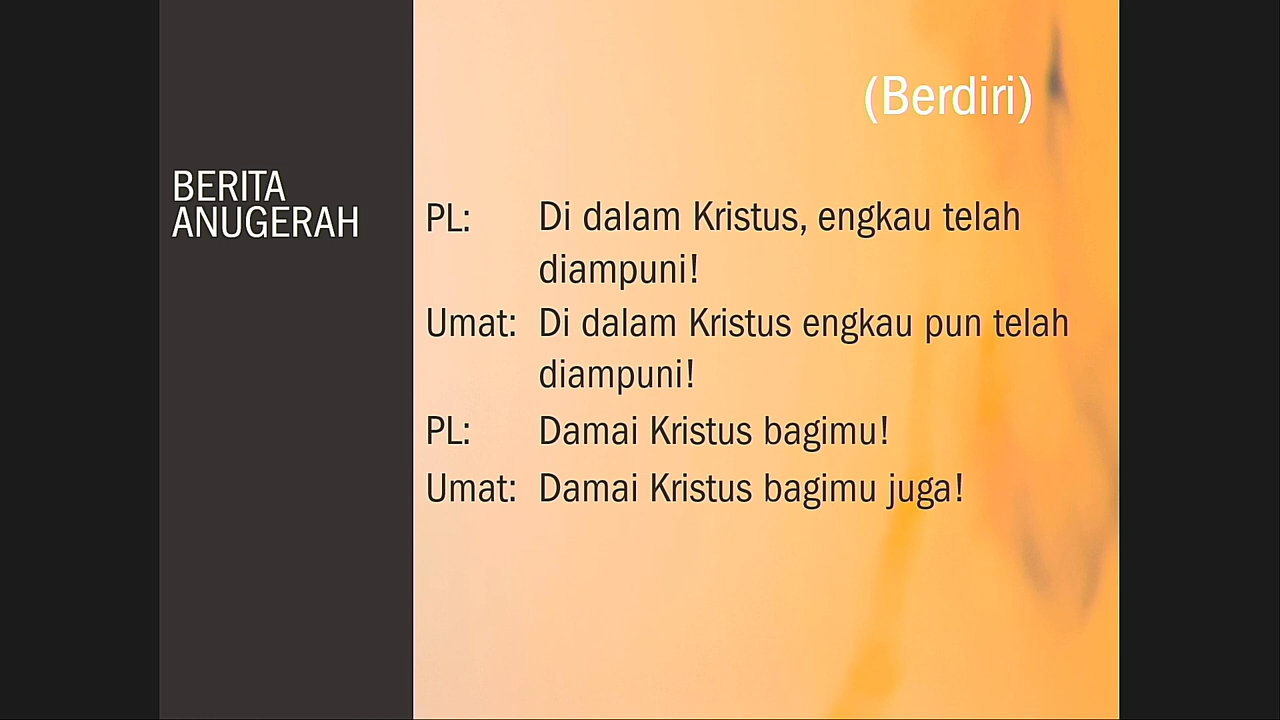 (Berdiri)
BERITA
ANUGERAH
PL: Di dalam Kristus, engkau telah
diampuni!
Umat: Di dalam Kristus engkau pun telah
diampuni!
PL: Damai Kristus bagimu!
Umat: Damai Kristus bagimu juga!